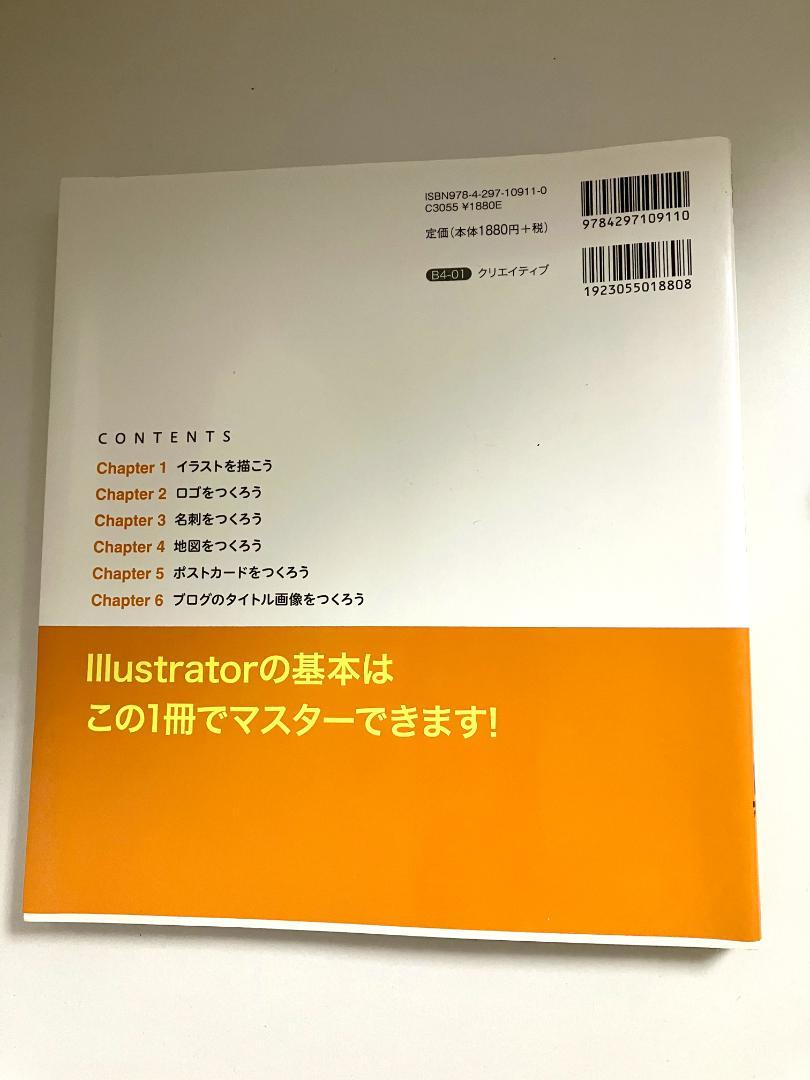 ISBN978-4-297-10911-0
C3055 ¥1880E
定価(本体1880円+税)
B4-01 クリエイティブ
9784297109110
1923055018808
CONTENTS
Chapter 1 イラストを描こう
Chapter 2 ロゴをつくろう
Chapter 3 名刺をつくろう
Chapter 4 地図をつくろう
Chapter 5 ポストカードをつくろう
Chapter 6 ブログのタイトル画像をつくろう
Illustratorの基本は
この1冊でマスターできます!